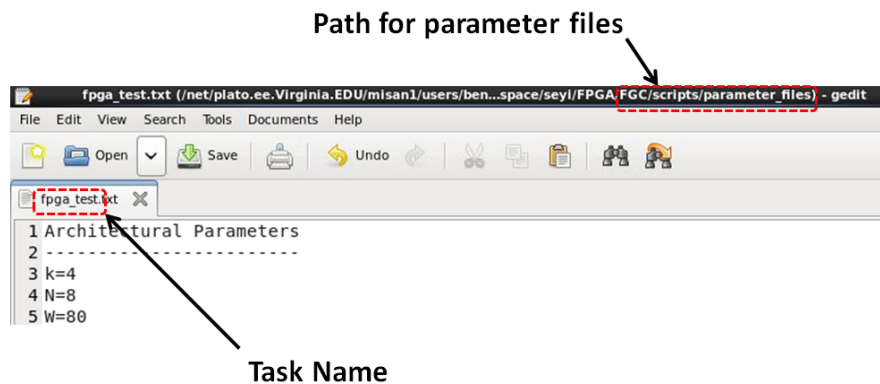 Path for parameter files
fpga_test.txt (/net/plato.ee.Virginia.EDU/misan1/users/ben...space/seyi/FPGA/FGC/scripts/parameter_files) - gedit
File Edit View Search Tools Documents Help
Open Save Undo
fpga_test.txt
1 Architectural Parameters
2 ------------------------
3 k=4
4 N=8
5 W=80
Task Name